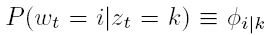 P(w_t = i|z_t = k) ≡ ϕ_{i|k}